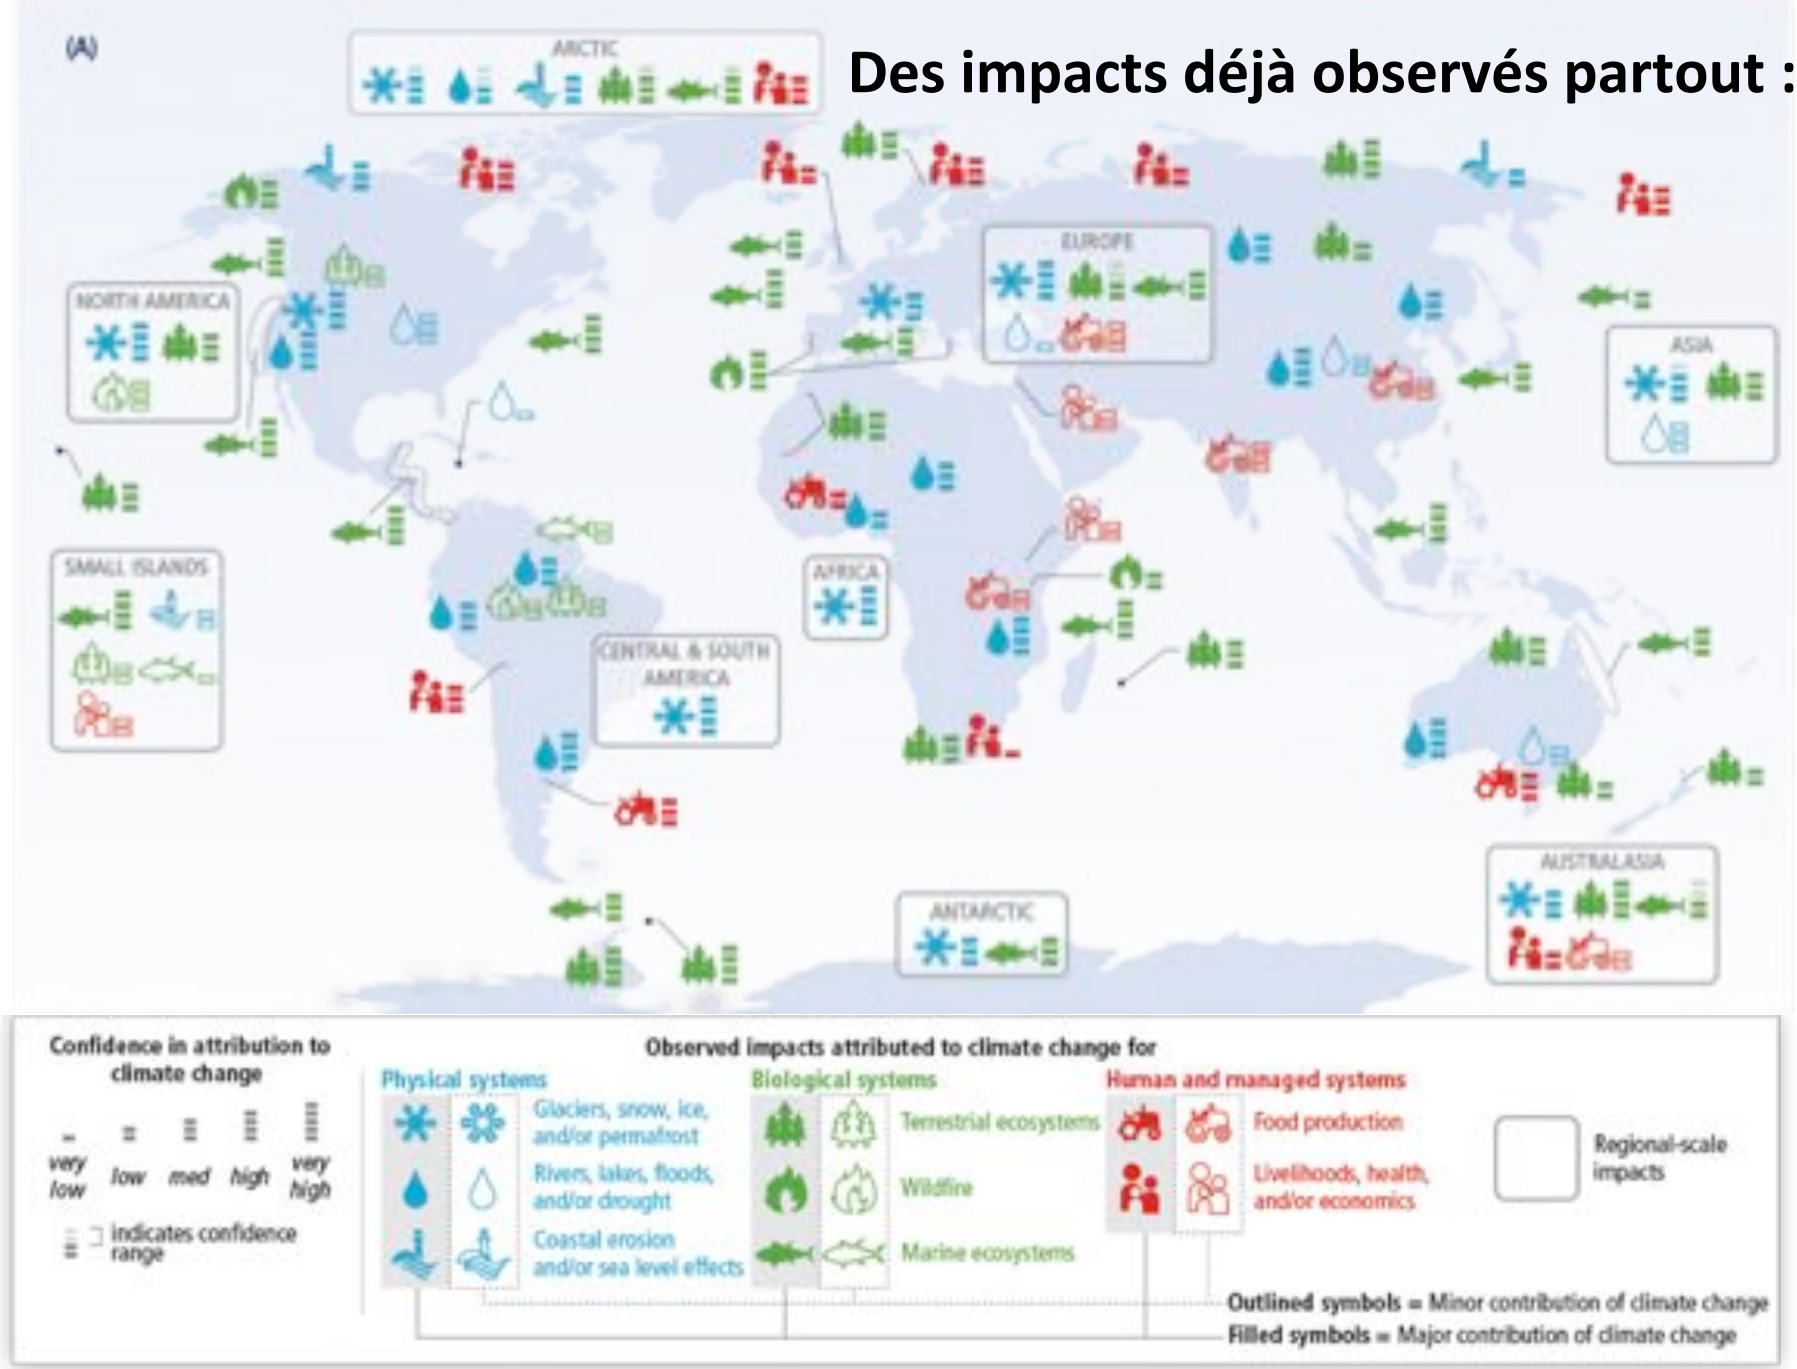 (A)
ARCTIC
Des impacts déjà observés partout :
EUROPE
NORTH AMERICA
ASIA
SMALL ISLANDS
AFRICA
CENTRAL & SOUTH
AMERICA
AUSTRALASIA
ANTARCTIC
Confidence in attribution to
climate change
very
low
low
med
high
very
high
indicates confidence
range
Observed impacts attributed to climate change for
Physical systems
Glaciers, snow, ice,
and/or permafrost
Rivers, lakes, floods,
and/or drought
Coastal erosion
and/or sea level effects
Biological systems
Terrestrial ecosystems
Wildfire
Marine ecosystems
Human and managed systems
Food production
Livelihoods, health,
and/or economics
Regional-scale
impacts
Outlined symbols = Minor contribution of climate change
Filled symbols = Major contribution of climate change